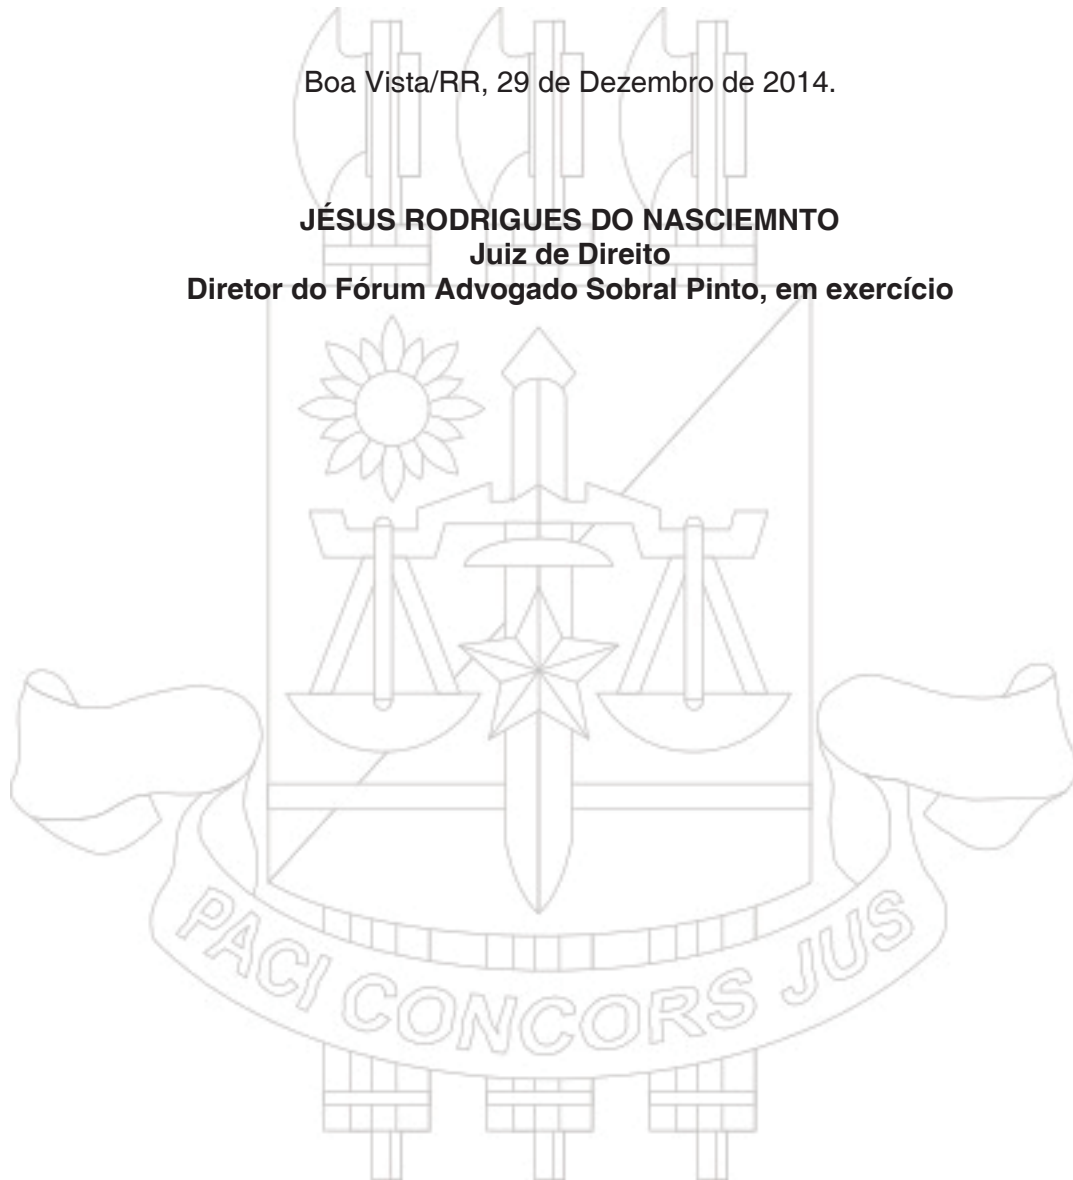 Boa Vista/RR, 29 de Dezembro de 2014.
JÉSUS RODRIGUES DO NASCIEMNTO
Juiz de Direito
Diretor do Fórum Advogado Sobral Pinto, em exercício
PACI CONCORS JUS